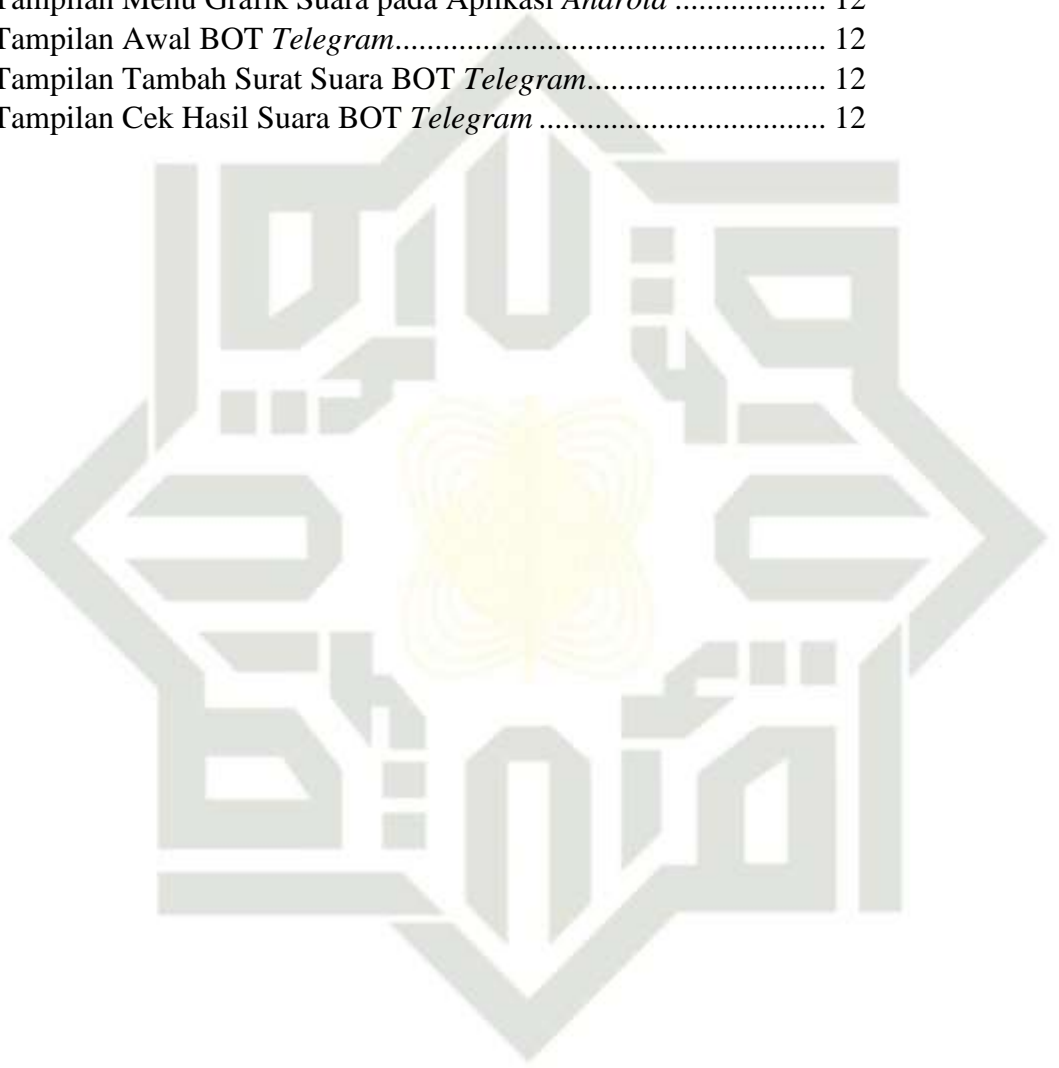 Tampilan Menu Grafik Suara pada Aplikasi Android .................. 12
Tampilan Awal BOT Telegram...................................................... 12
Tampilan Tambah Surat Suara BOT Telegram.............................. 12
Tampilan Cek Hasil Suara BOT Telegram .................................... 12